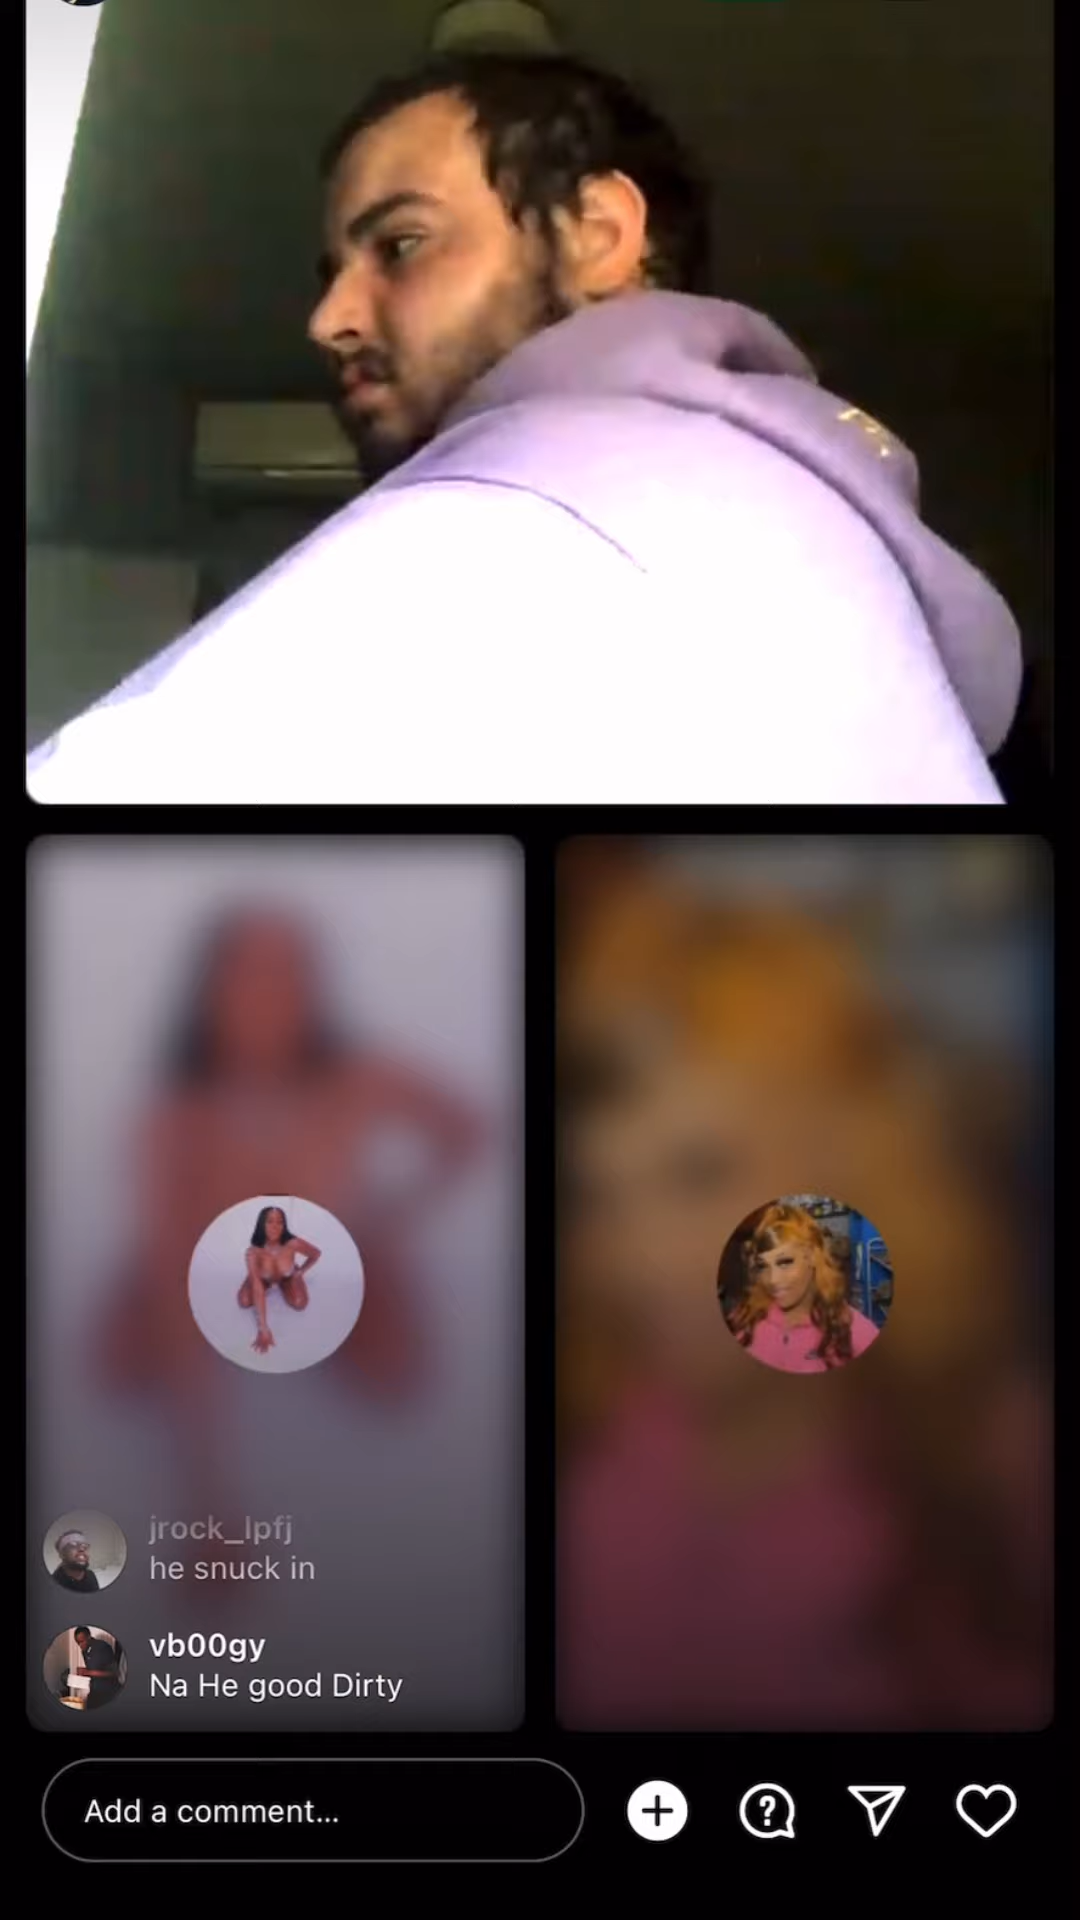 jrock_lpfj
he snuck in
vb00gy
Na He good Dirty
Add a comment...